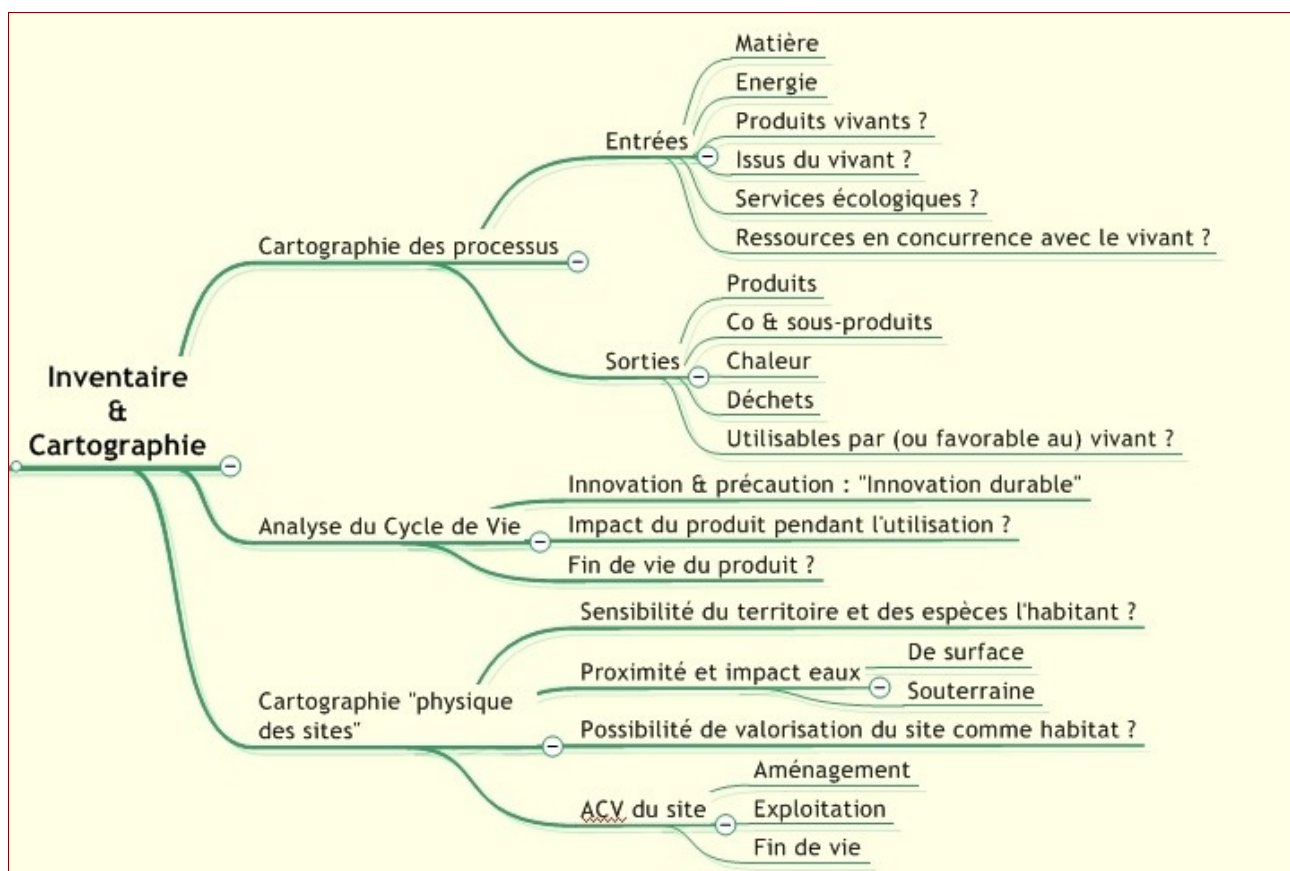 Inventaire
&
Cartographie
Cartographie des processus
Entrées
Matière
Energie
Produits vivants ?
Issus du vivant ?
Services écologiques ?
Ressources en concurrence avec le vivant ?
Sorties
Produits
Co & sous-produits
Chaleur
Déchets
Utilisables par (ou favorable au) vivant ?
Analyse du Cycle de Vie
Innovation & précaution : "Innovation durable"
Impact du produit pendant l'utilisation ?
Fin de vie du produit ?
Cartographie "physique
des sites"
Sensibilité du territoire et des espèces l'habitant ?
Proximité et impact eaux
De surface
Souterraine
Possibilité de valorisation du site comme habitat ?
ACV du site
Aménagement
Exploitation
Fin de vie